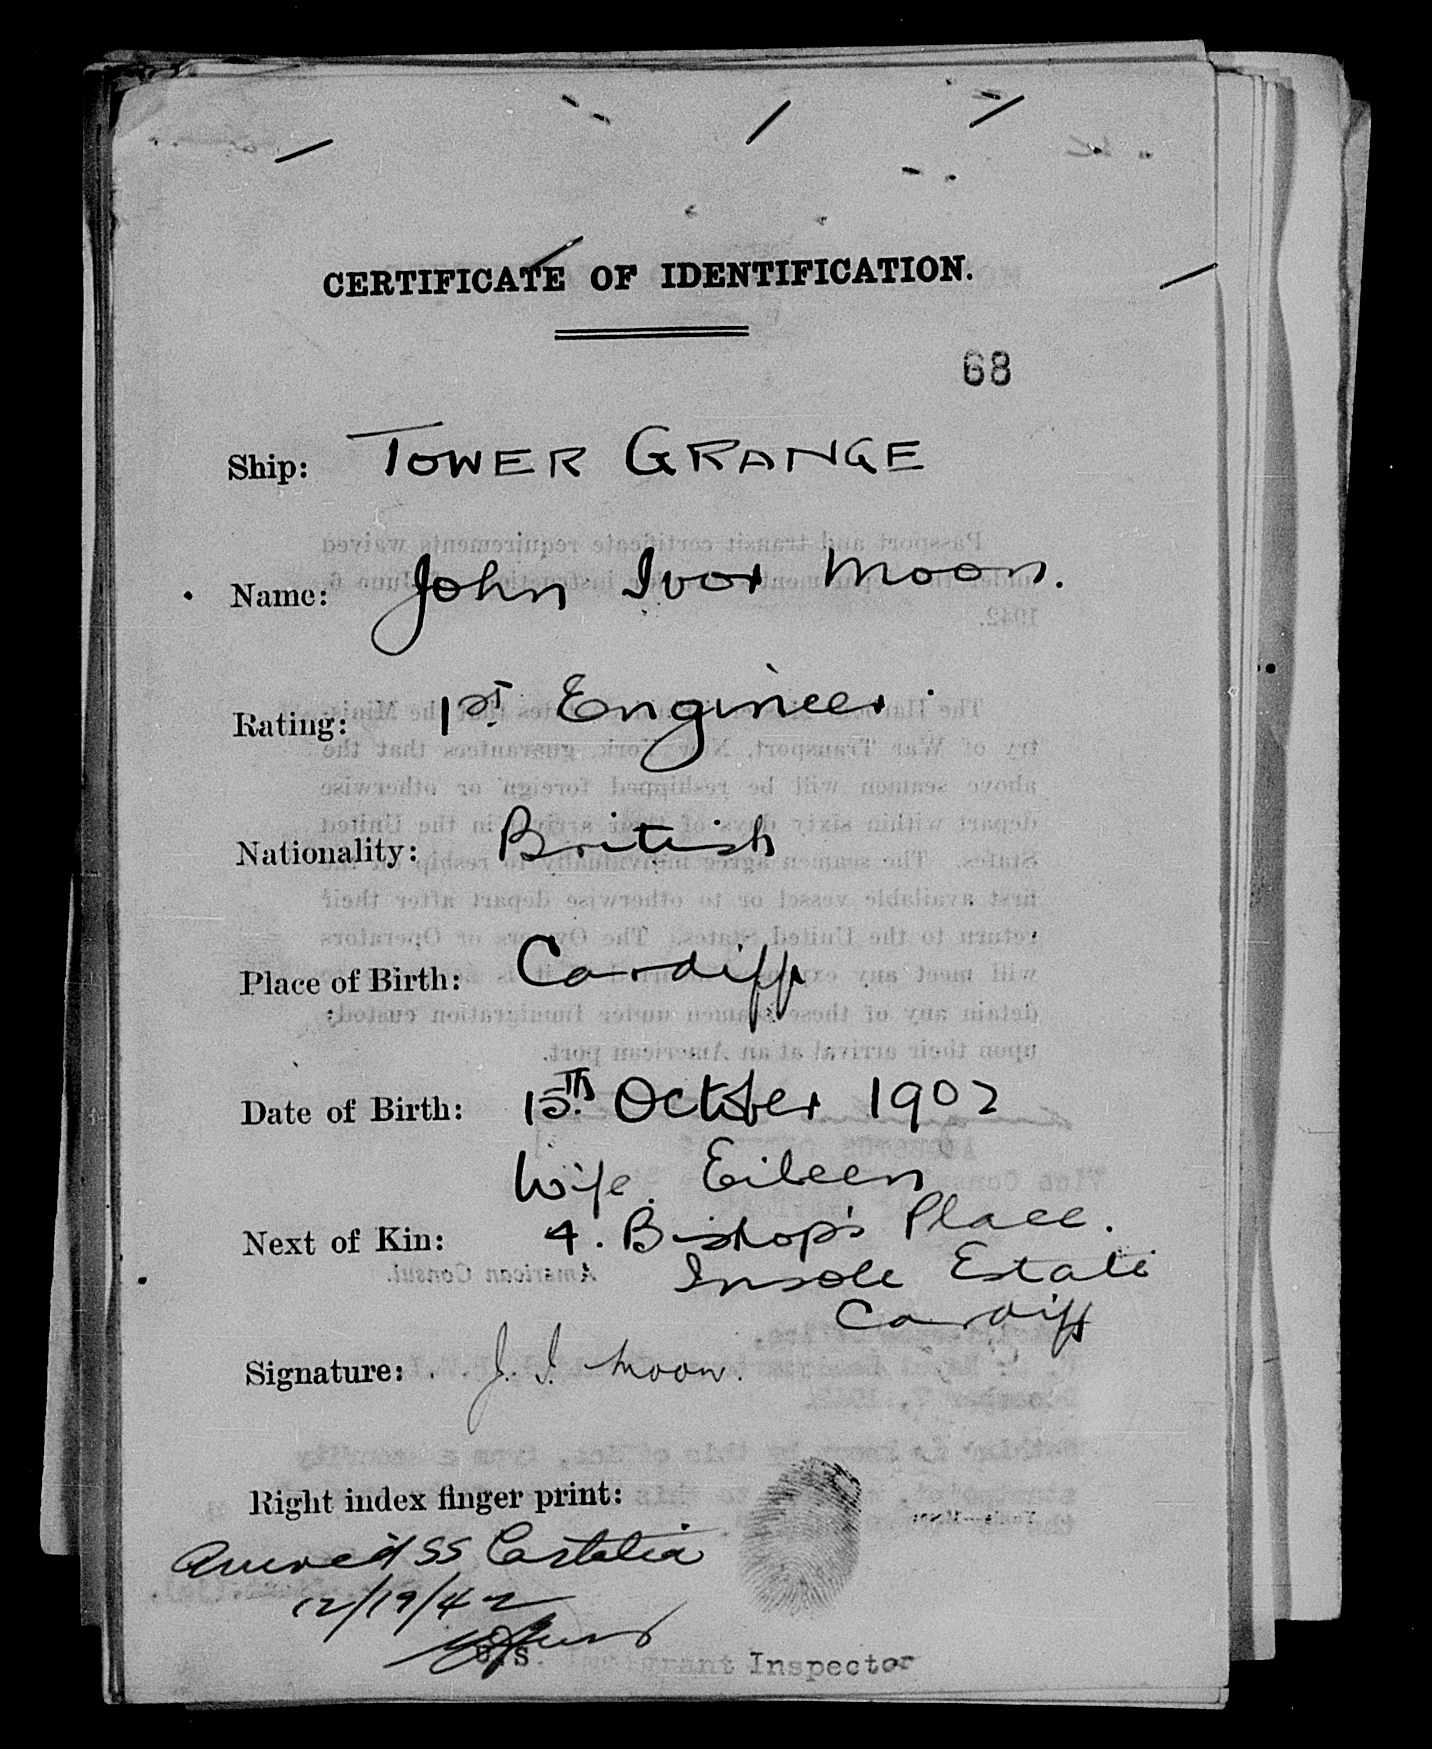 CERTIFICATE OF IDENTIFICATION.
68
Ship: TOWER GRANGE
Name: John Ivor Moon.
Rating: 1st. Engineer.
Nationality: British
Place of Birth: Cardiff
Date of Birth: 15th. October 1902
Wife. Eileen
Next of Kin: 4. Bishop's Place.
Insole Estate
Cardiff
Signature: J. I. Moon.
Right index finger print:
Arrived SS Castalia
12/19/42
U.S. Immigrant Inspector